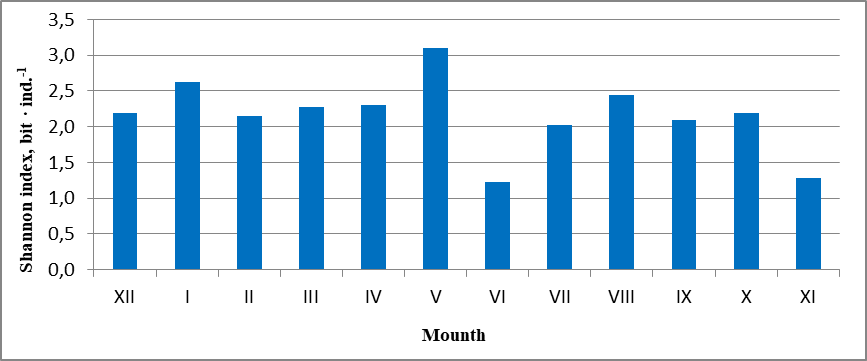 3,5
3,0
2,5
2,0
1,5
1,0
0,5
0,0
Shannon index, bit · ind.⁻¹
XII I II III IV V VI VII VIII IX X XI
Mounth